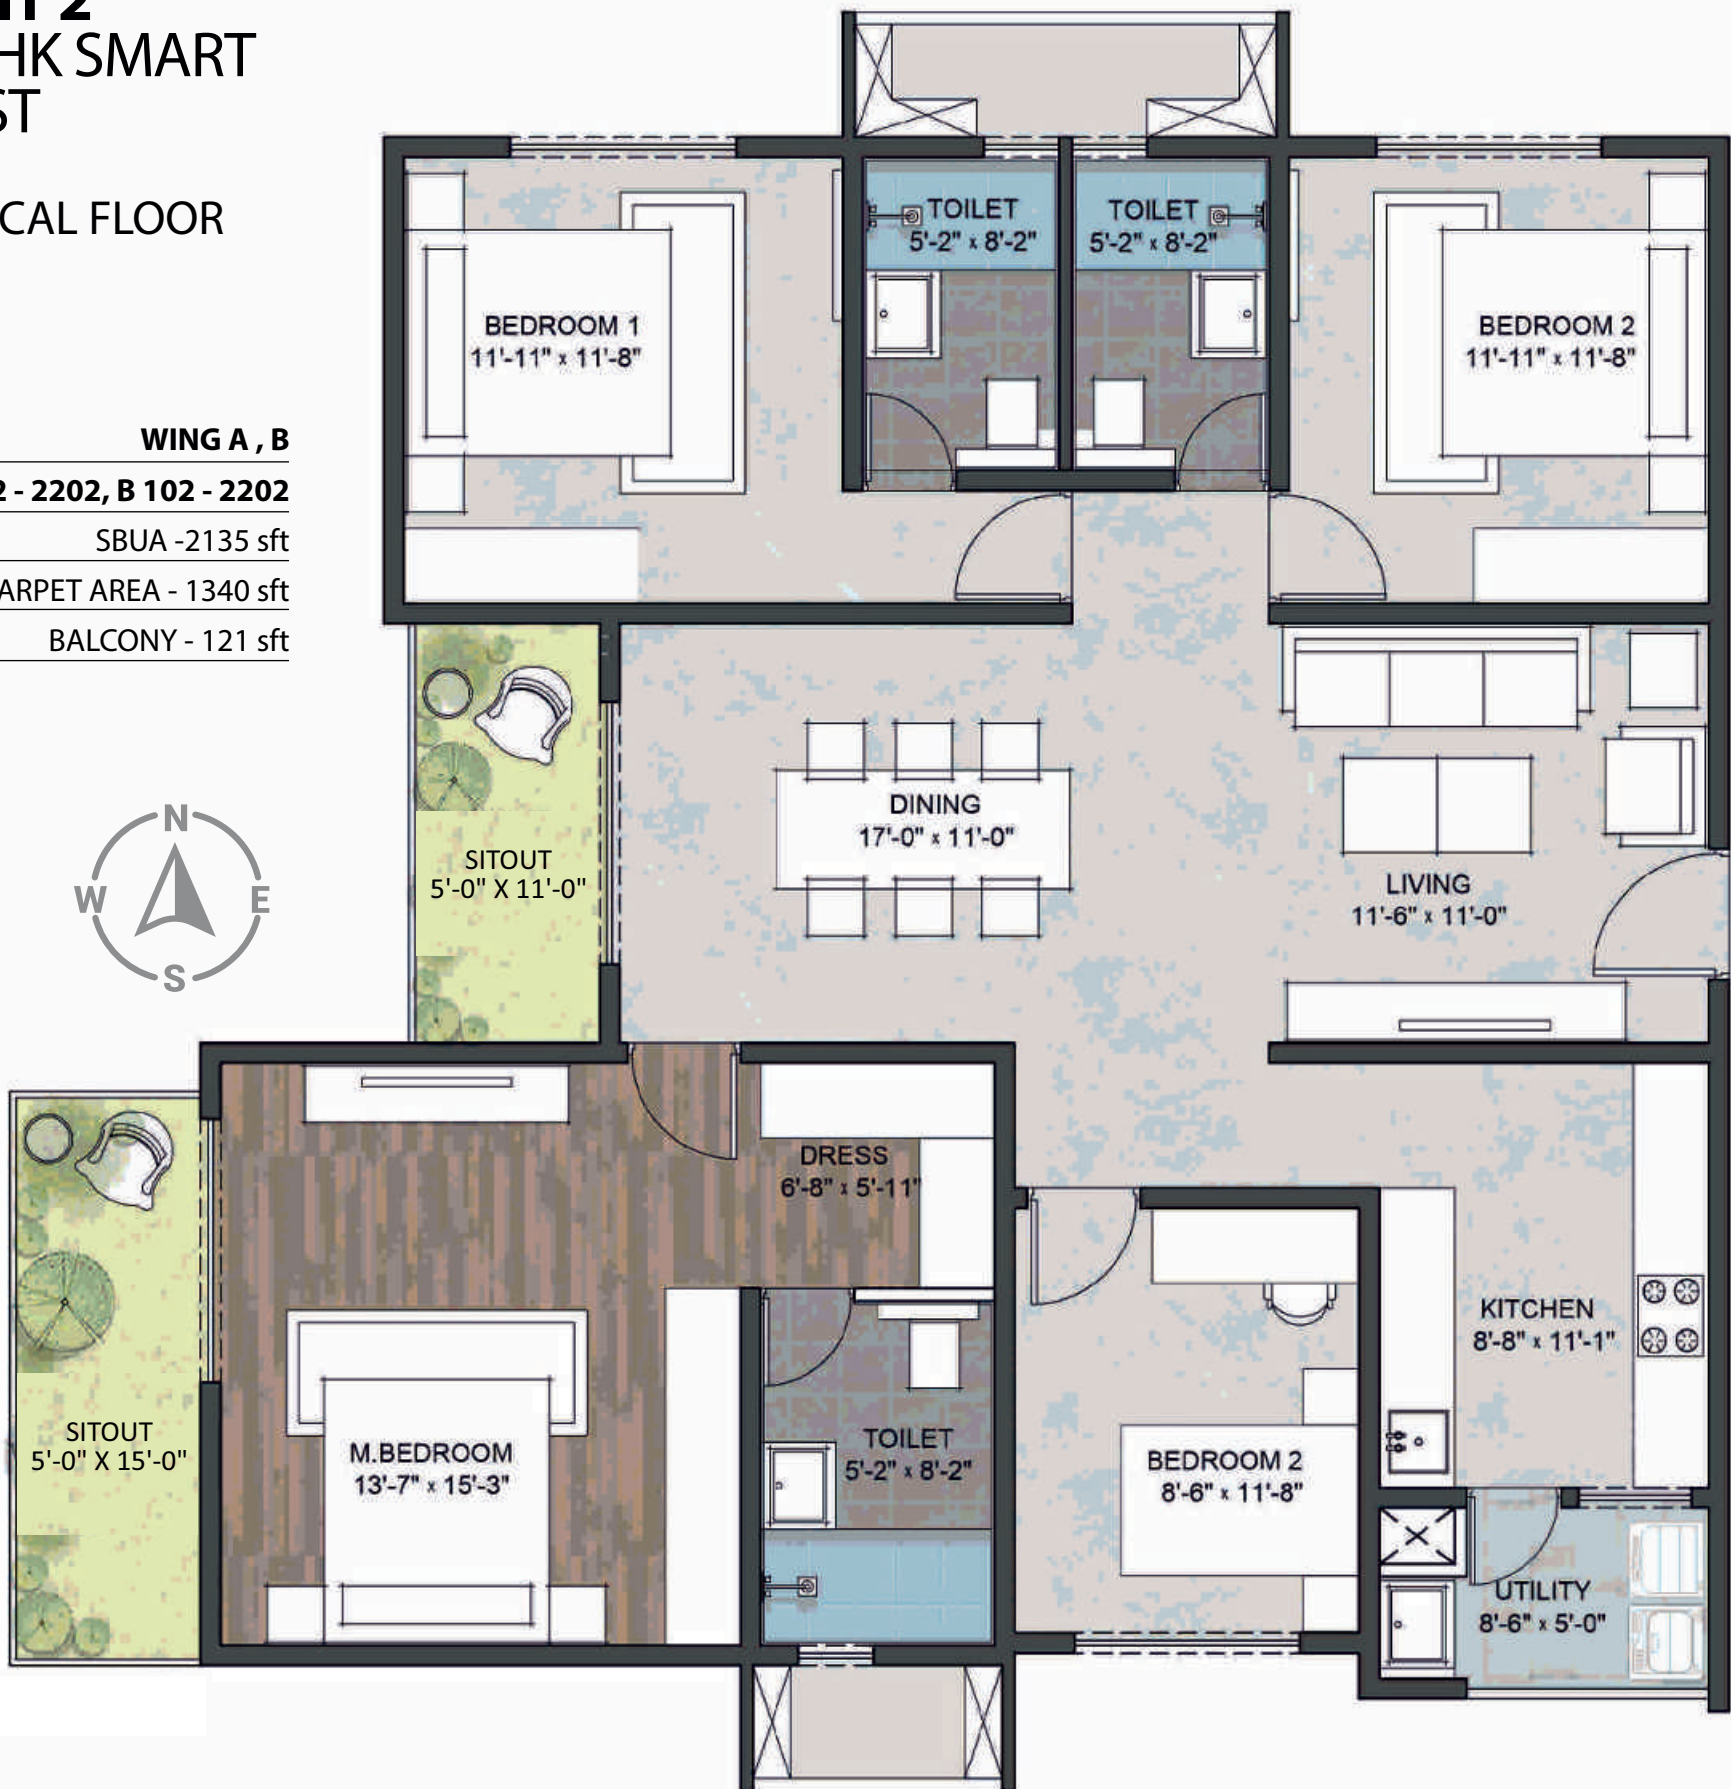 2
HK SMART
ST
CAL FLOOR
WING A , B
2 - 2202, B 102 - 2202
SBUA -2135 sft
ARPET AREA - 1340 sft
BALCONY - 121 sft
N
W E
S
TOILET
5'-2" x 8'-2"
TOILET
5'-2" x 8'-2"
BEDROOM 1
11'-11" x 11'-8"
BEDROOM 2
11'-11" x 11'-8"
DINING
17'-0" x 11'-0"
SITOUT
5'-0" X 11'-0"
LIVING
11'-6" x 11'-0"
DRESS
6'-8" x 5'-11"
KITCHEN
8'-8" x 11'-1"
SITOUT
5'-0" X 15'-0"
M.BEDROOM
13'-7" x 15'-3"
TOILET
5'-2" x 8'-2"
BEDROOM 2
8'-6" x 11'-8"
UTILITY
8'-6" x 5'-0"